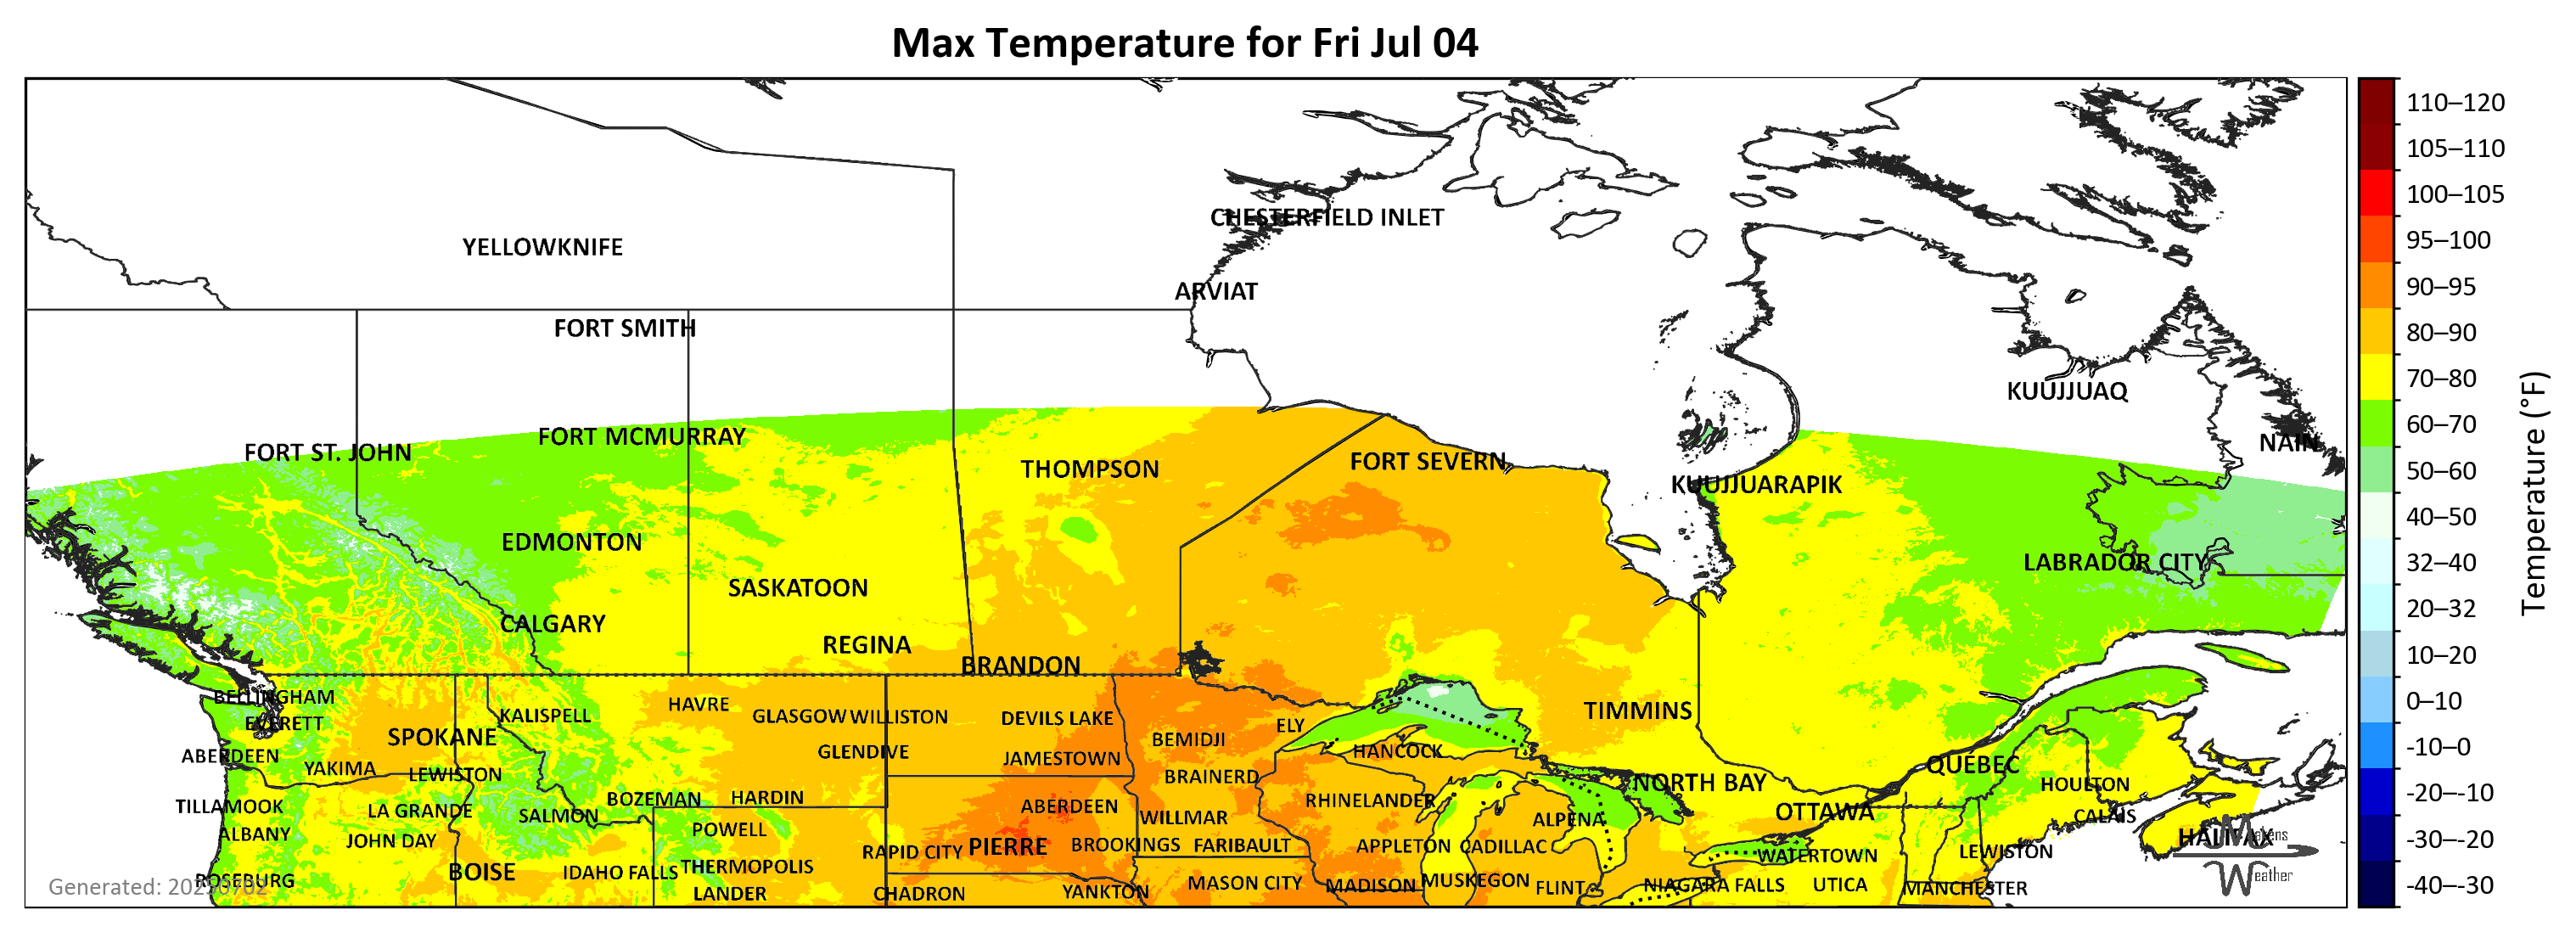 Max Temperature for Fri Jul 04
CHESTERFIELD INLET
YELLOWKNIFE
ARVIAT
FORT SMITH
KUUJJUAQ
FORT MCMURRAY
NAIN
FORT ST. JOHN
FORT SEVERN
THOMPSON
KUUJJUARAPIK
EDMONTON
LABRADOR CITY
SASKATOON
CALGARY
REGINA
BRANDON
BELLINGHAM
HAVRE
TIMMINS
KALISPELL
GLASGOW
WILLISTON
DEVILS LAKE
EVERETT
ELY
SPOKANE
BEMIDJI
GLENDIVE
HANCOCK
ABERDEEN
JAMESTOWN
QUÉBEC
YAKIMA
LEWISTON
BRAINERD
NORTH BAY
HOULTON
BOZEMAN
HARDIN
RHINELANDER
TILLAMOOK
ABERDEEN
LA GRANDE
OTTAWA
SALMON
WILLMAR
CALAIS
ALPENA
POWELL
ALBANY
HALIFAX
JOHN DAY
PIERRE
BROOKINGS
FARIBAULT
APPLETON
CADILLAC
RAPID CITY
LEWISTON
WATERTOWN
THERMOPOLIS
BOISE
IDAHO FALLS
ROSEBURG
MUSKEGON
MASON CITY
MADISON
NIAGARA FALLS
UTICA
FLINT
MANCHESTER
LANDER
CHADRON
YANKTON
Weather
110–120
105–110
100–105
95–100
90–95
80–90
70–80
60–70
50–60
40–50
32–40
20–32
10–20
0–10
-10–0
-20–-10
-30–-20
-40–-30
Temperature (°F)